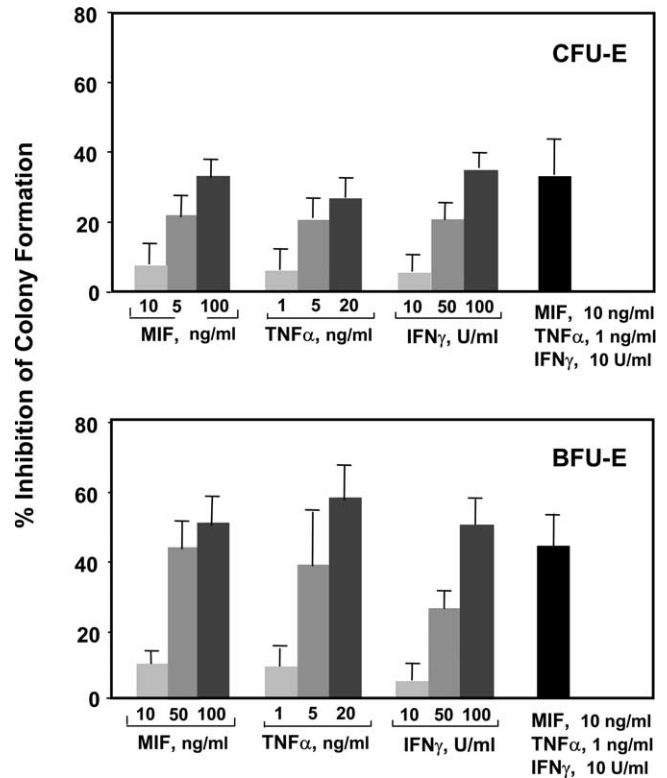 % Inhibition of Colony Formation
80
60
40
20
0
CFU-E
10 5 100 1 5 20 10 50 100
MIF, ng/ml TNFα, ng/ml IFNγ, U/ml
MIF, 10 ng/ml
TNFα, 1 ng/ml
IFNγ, 10 U/ml
80
60
40
20
0
BFU-E
10 50 100 1 5 20 10 50 100
MIF, ng/ml TNFα, ng/ml IFNγ, U/ml
MIF, 10 ng/ml
TNFα, 1 ng/ml
IFNγ, 10 U/ml